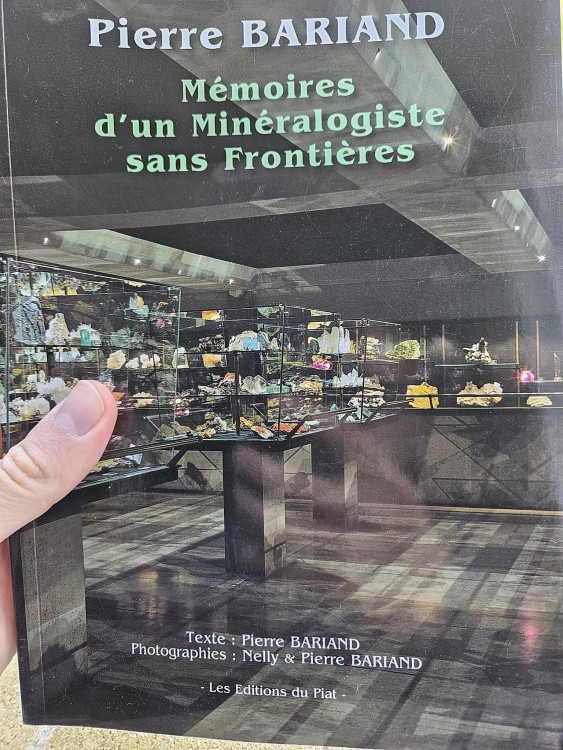 Pierre BARIAND
Mémoires
d'un Minéralogiste
sans Frontières
Texte : Pierre BARIAND
Photographies : Nelly & Pierre BARIAND
- Les Editions du Piat -